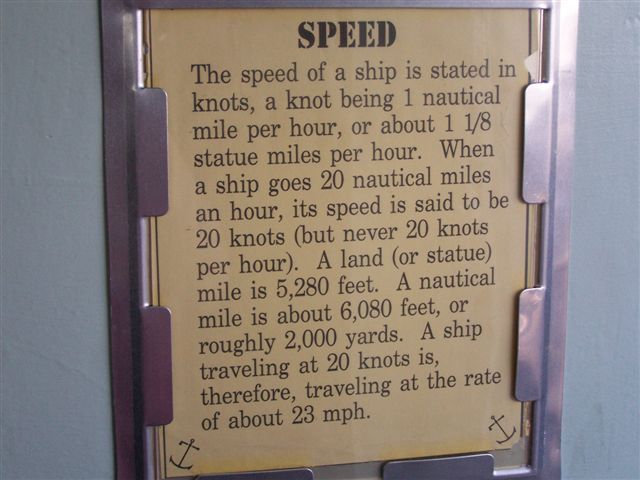 SPEED
The speed of a ship is stated in
knots, a knot being 1 nautical
mile per hour, or about 1 1/8
statue miles per hour. When
a ship goes 20 nautical miles
an hour, its speed is said to be
20 knots (but never 20 knots
per hour). A land (or statue)
mile is 5,280 feet. A nautical
mile is about 6,080 feet, or
roughly 2,000 yards. A ship
traveling at 20 knots is,
therefore, traveling at the rate
of about 23 mph.